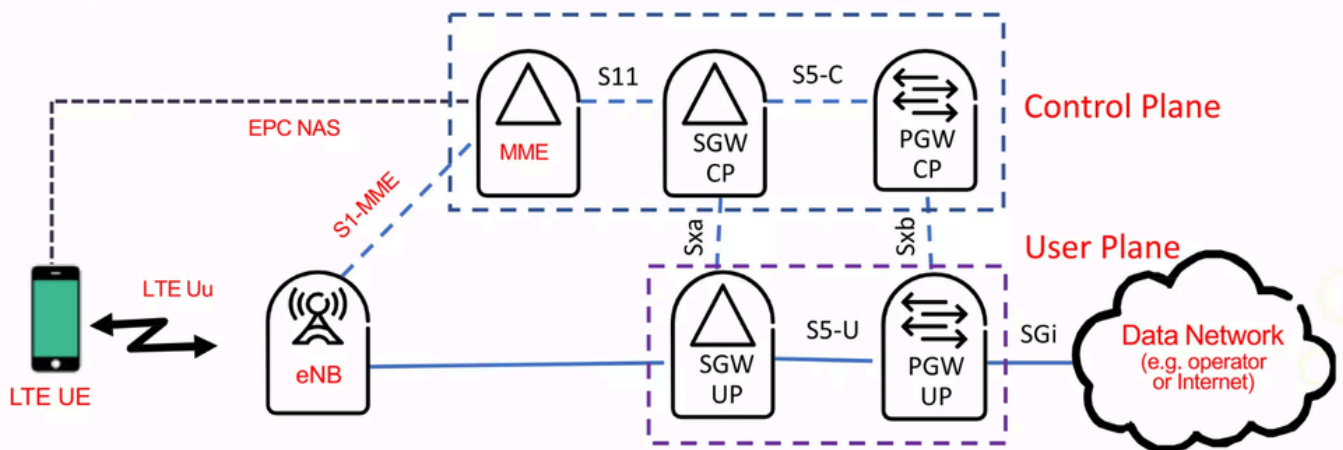 S11
S5-C
EPC NAS
MME
SGW
CP
PGW
CP
Control Plane
S1-MME
Sxa
Sxb
User Plane
LTE Uu
LTE UE
eNB
SGW
UP
S5-U
PGW
UP
SGi
Data Network
(e.g. operator
or Internet)